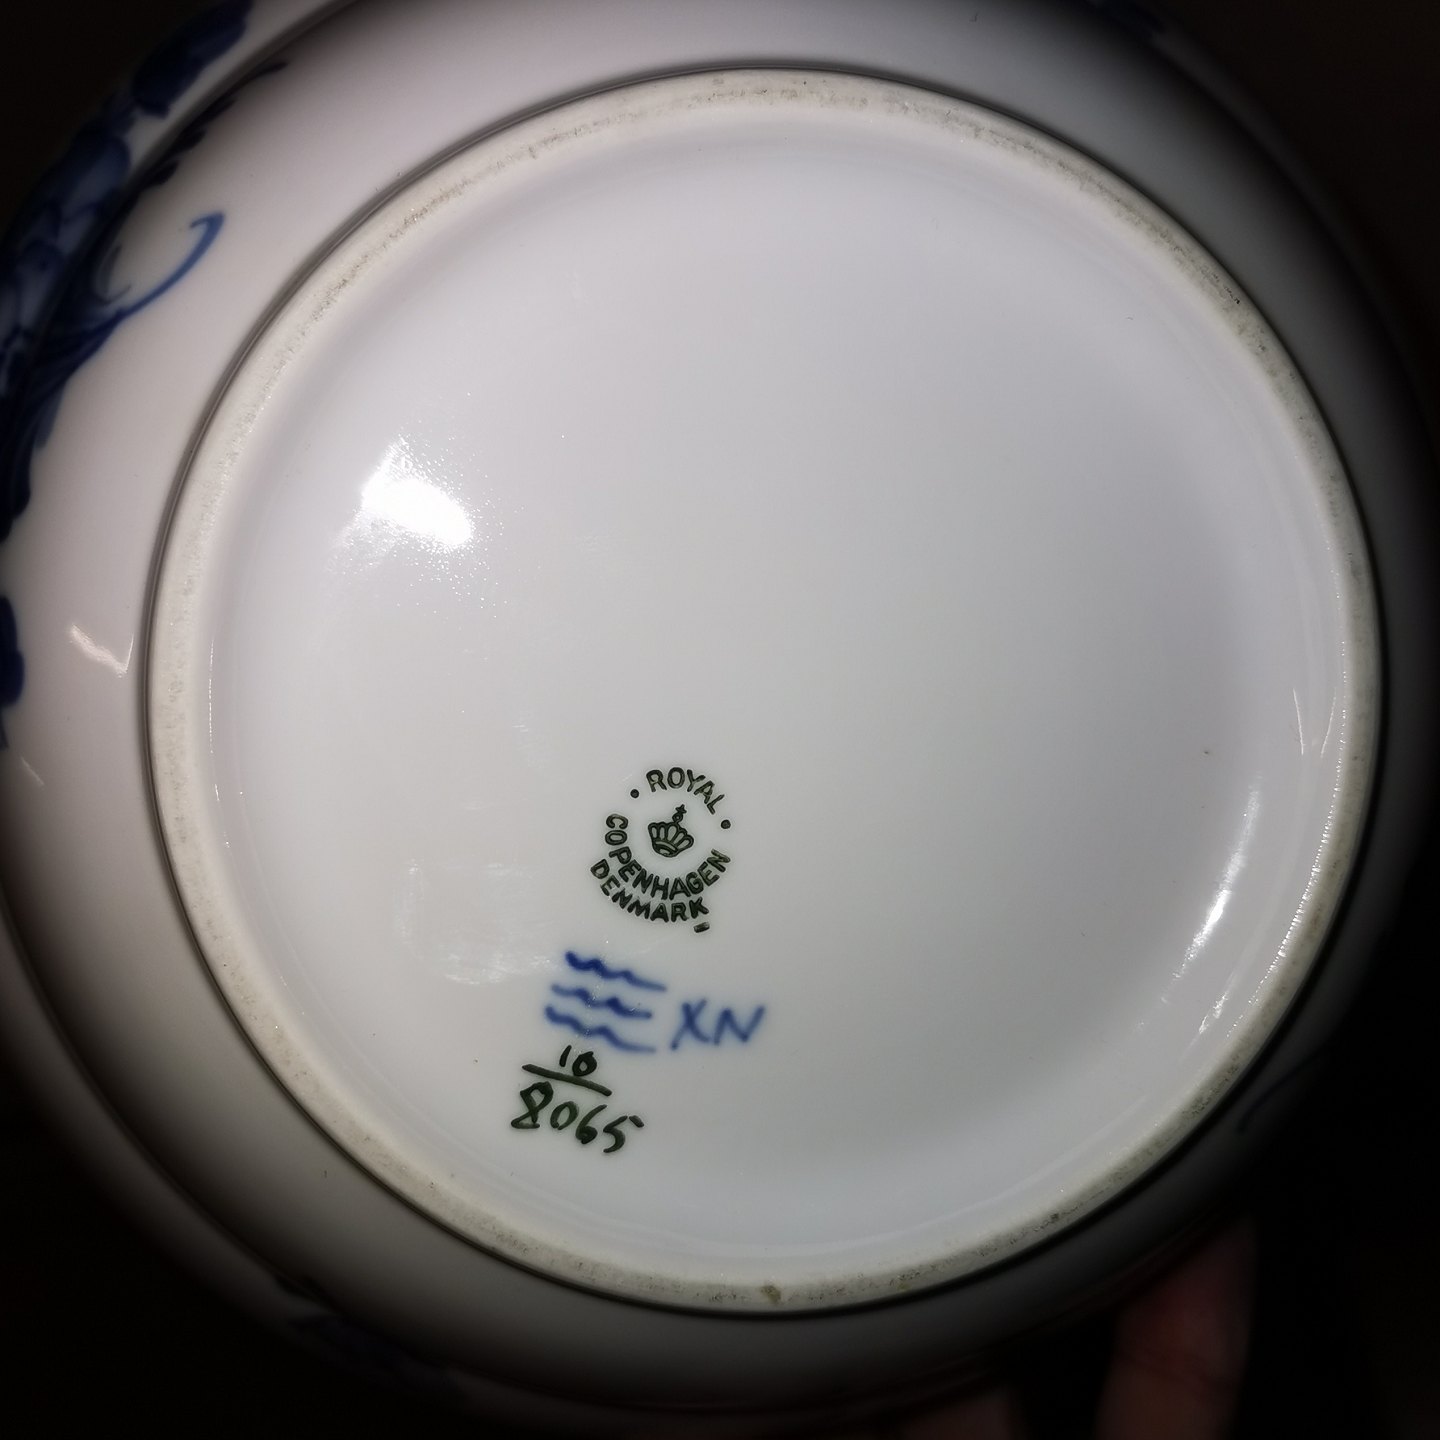 ROYAL
COPENHAGEN
DENMARK
XN
10
8065